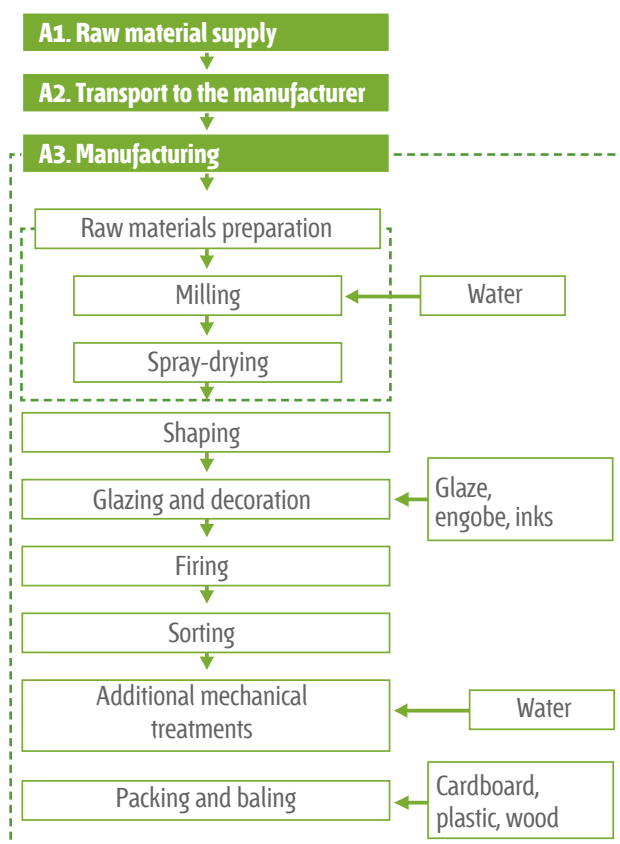 A1. Raw material supply
A2. Transport to the manufacturer
A3. Manufacturing
Raw materials preparation
Milling
Water
Spray-drying
Shaping
Glazing and decoration
Glaze,
engobe, inks
Firing
Sorting
Additional mechanical
treatments
Water
Packing and baling
Cardboard,
plastic, wood